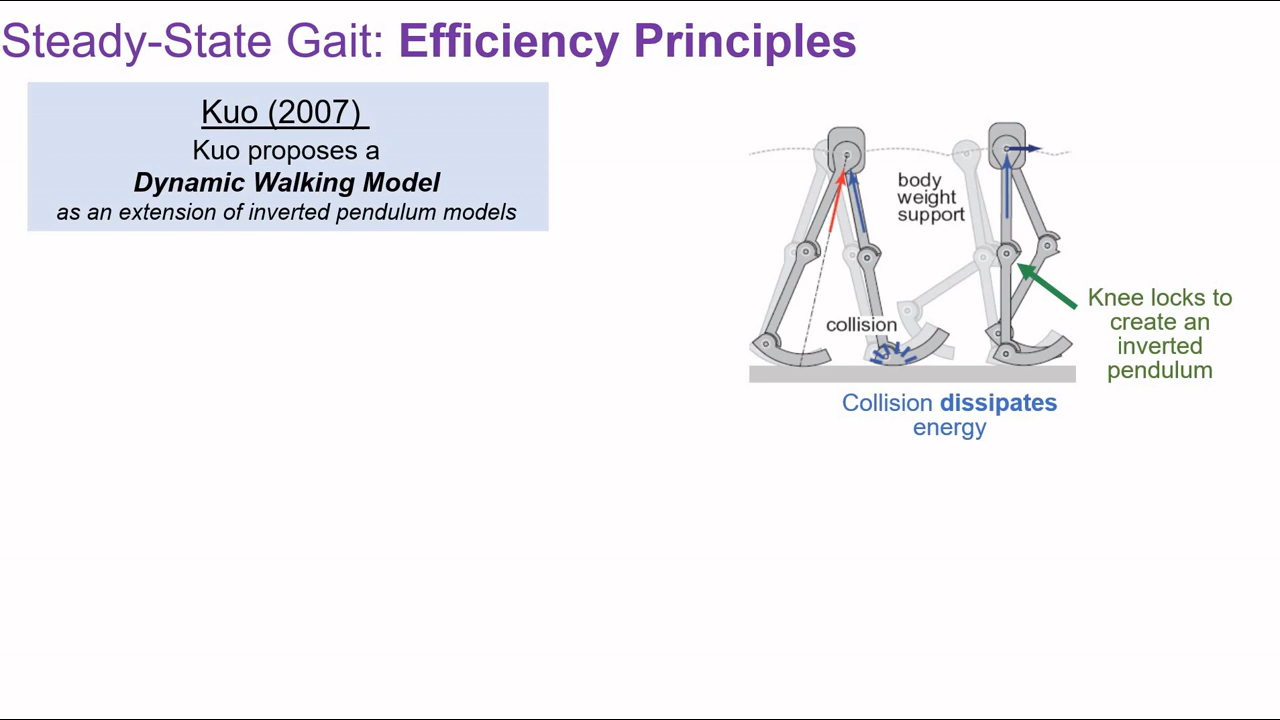 Steady-State Gait: Efficiency Principles
Kuo (2007)
Kuo proposes a
Dynamic Walking Model
as an extension of inverted pendulum models
body
weight
support
collision
Knee locks to
create an
inverted
pendulum
Collision dissipates
energy